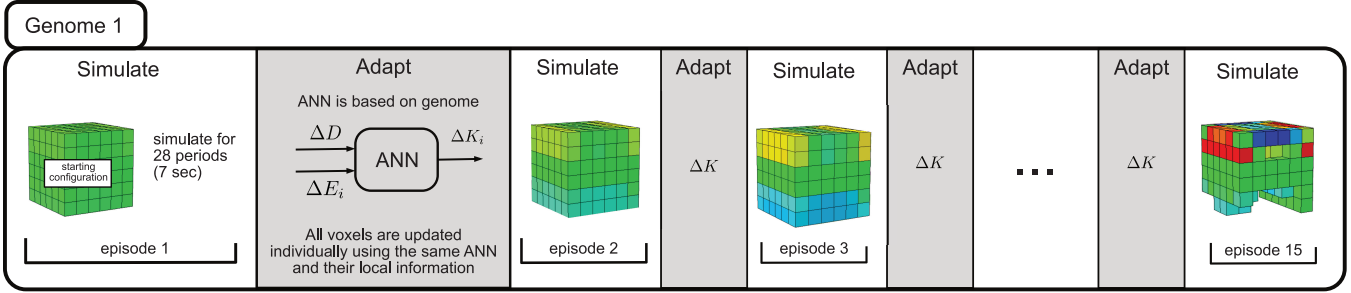 Genome 1
Simulate
starting
configuration
simulate for
28 periods
(7 sec)
episode 1
Adapt
ANN is based on genome
ΔD
ΔE_i
ANN
ΔK_i
All voxels are updated
individually using the same ANN
and their local information
Simulate
episode 2
Adapt
ΔK
Simulate
episode 3
Adapt
ΔK
...
Adapt
ΔK
Simulate
episode 15